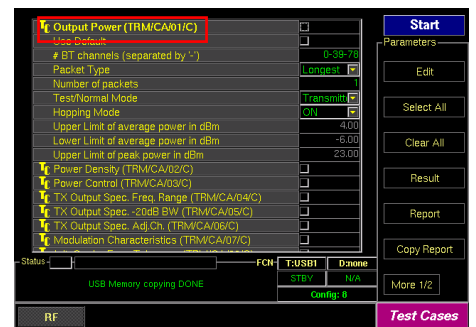 Output Power (TRM/CA/01/C)
Use Default
# BT channels (separated by '-') 0-39-78
Packet Type Longest
Number of packets 1
Test/Normal Mode Transmitt
Hopping Mode ON
Upper Limit of average power in dBm 4.00
Lower Limit of average power in dBm -6.00
Upper Limit of peak power in dBm 23.00
Power Density (TRM/CA/02/C)
Power Control (TRM/CA/03/C)
TX Output Spec. Freq. Range (TRM/CA/04/C)
TX Output Spec. -20dB BW (TRM/CA/05/C)
TX Output Spec. Adj.Ch. (TRM/CA/06/C)
Modulation Characteristics (TRM/CA/07/C)
Start
Parameters
Edit
Select All
Clear All
Result
Report
Copy Report
More 1/2
Status
FCN
T:USB1 D:none
USB Memory copying DONE
STBY N/A
Config: 8
RF
Test Cases